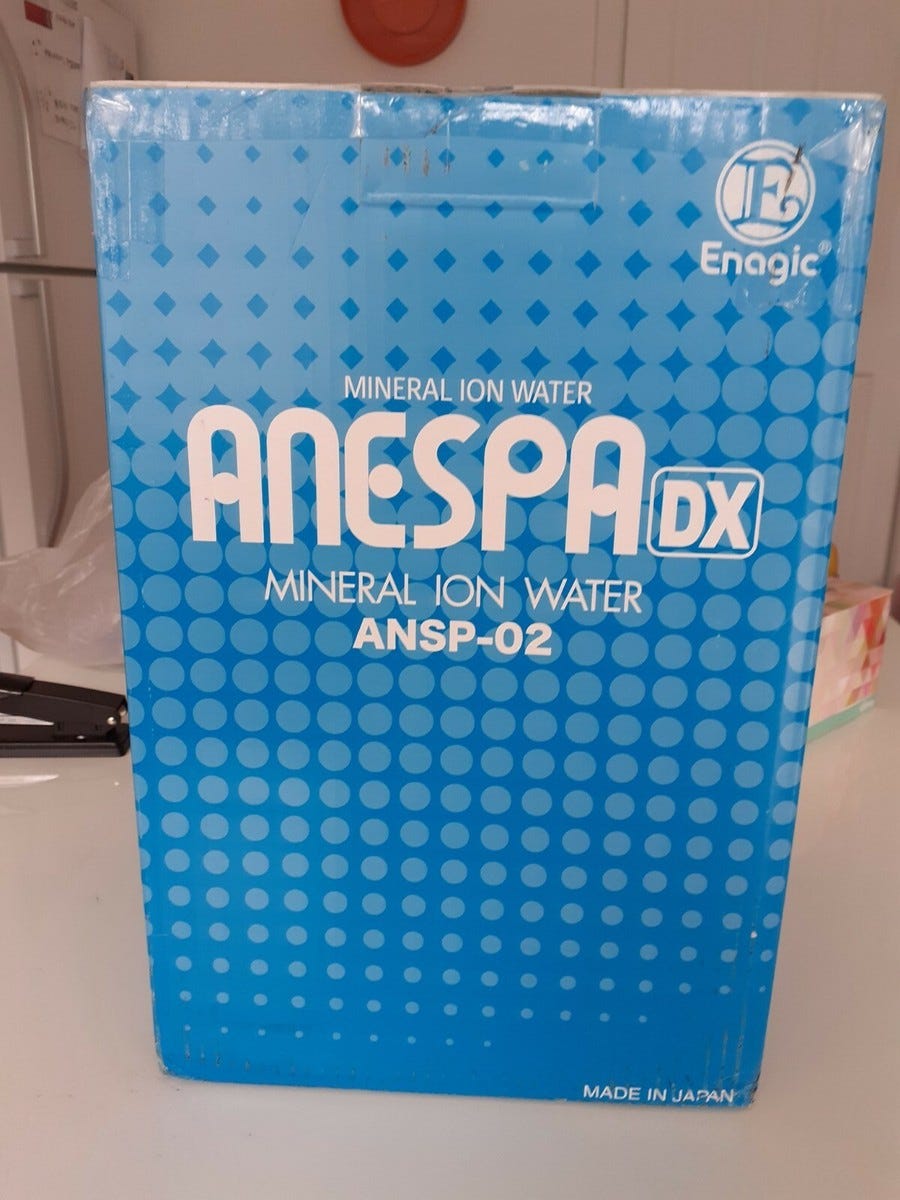 E
Enagic®
MINERAL ION WATER
ANESPA DX
MINERAL ION WATER
ANSP-02
MADE IN JAPAN